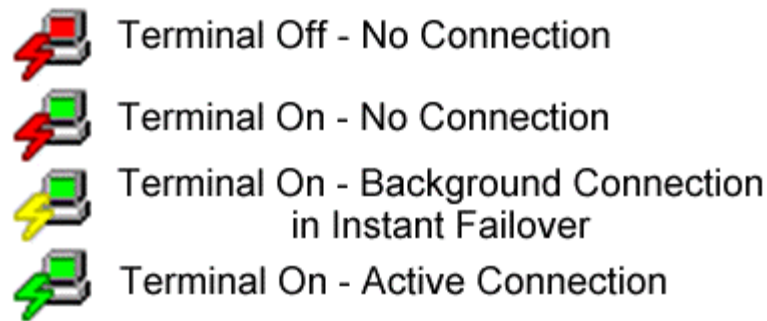 Terminal Off - No Connection
Terminal On - No Connection
Terminal On - Background Connection
in Instant Failover
Terminal On - Active Connection